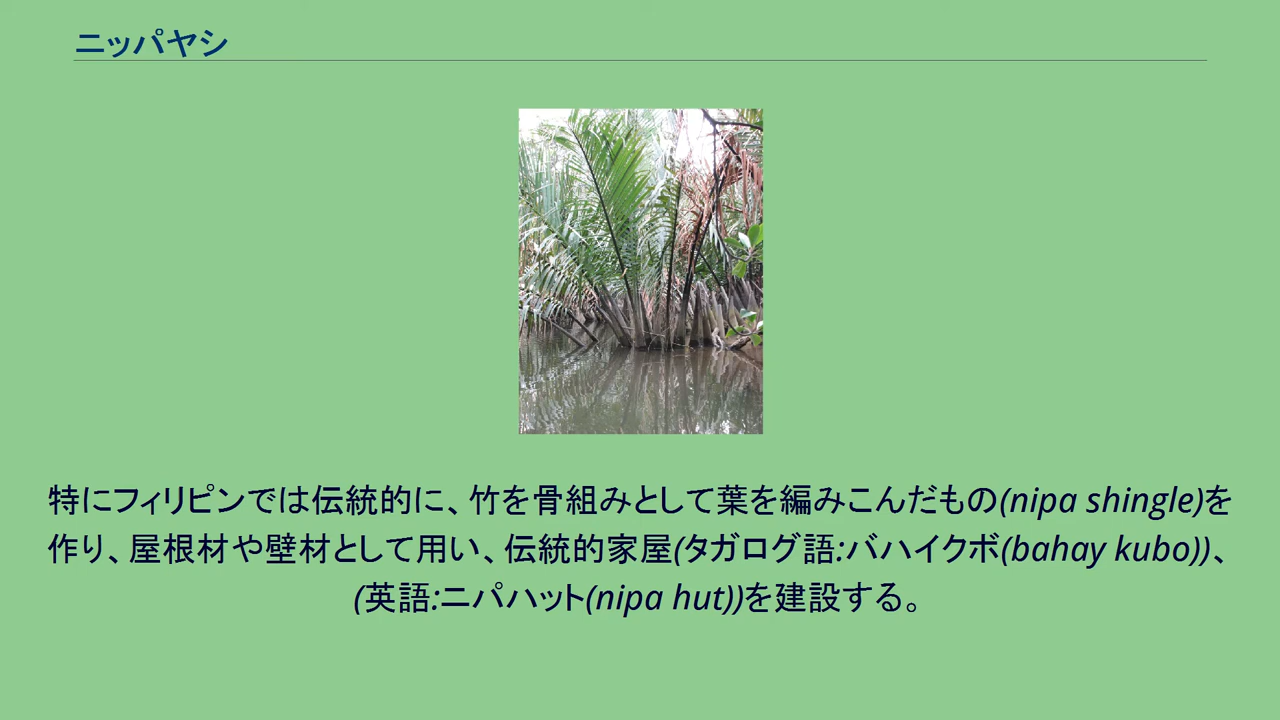 ニッパヤシ
特にフィリピンでは伝統的に、竹を骨組みとして葉を編みこんだもの(nipa shingle)を
作り、屋根材や壁材として用い、伝統的家屋(タガログ語:バハイクボ(bahay kubo))、
(英語:ニパハット(nipa hut))を建設する。